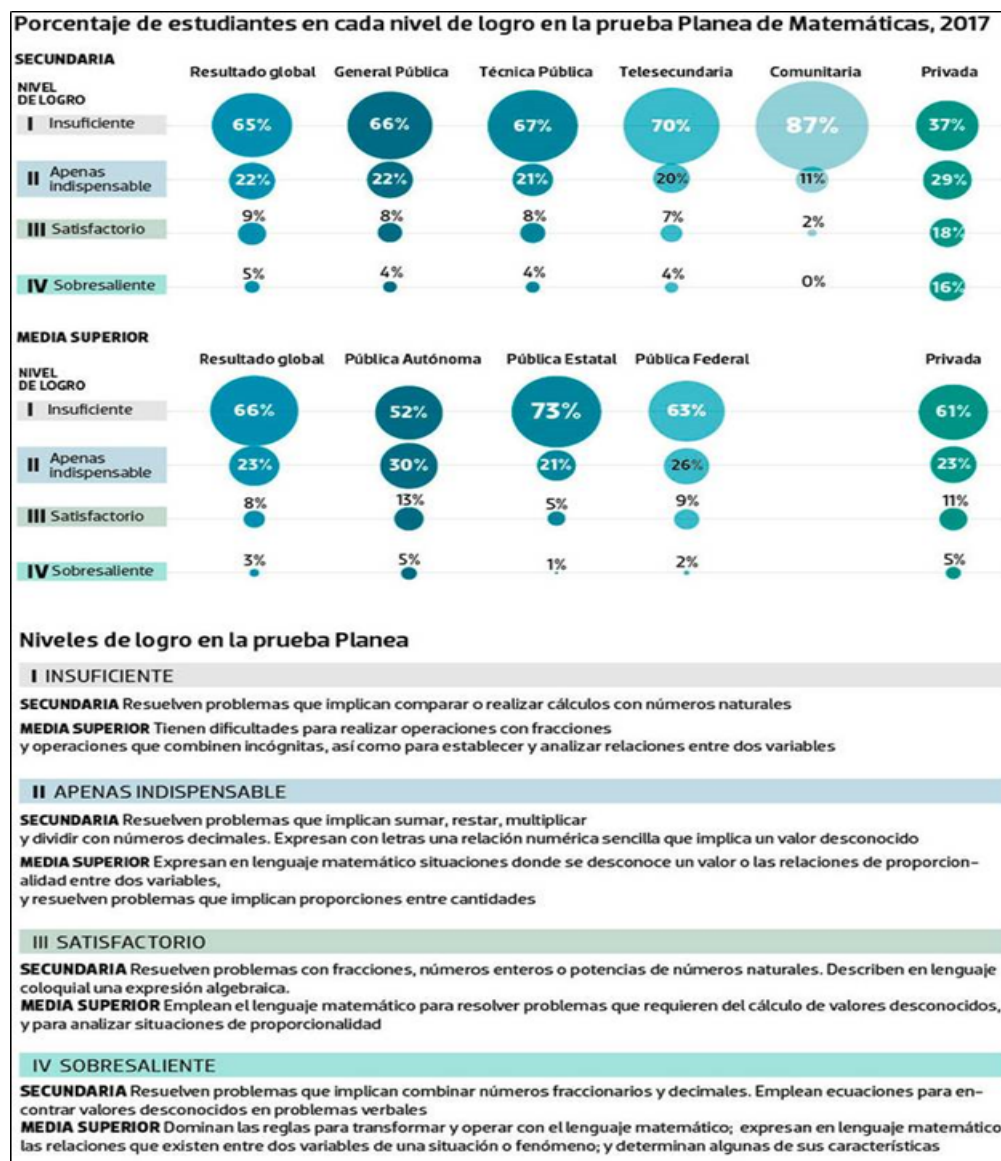 Porcentaje de estudiantes en cada nivel de logro en la prueba Planea de Matemáticas, 2017
SECUNDARIA
Resultado global General Pública Técnica Pública Telesecundaria Comunitaria Privada
NIVEL
DE LOGRO
I Insuficiente 65% 66% 67% 70% 87% 37%
II Apenas indispensable 22% 22% 21% 20% 11% 29%
III Satisfactorio 9% 8% 8% 7% 2% 18%
IV Sobresaliente 5% 4% 4% 4% 0% 16%
MEDIA SUPERIOR
Resultado global Pública Autónoma Pública Estatal Pública Federal Privada
NIVEL
DE LOGRO
I Insuficiente 66% 52% 73% 63% 61%
II Apenas indispensable 23% 30% 21% 26% 23%
III Satisfactorio 8% 13% 5% 9% 11%
IV Sobresaliente 3% 5% 1% 2% 5%
Niveles de logro en la prueba Planea
I INSUFICIENTE
SECUNDARIA Resuelven problemas que implican comparar o realizar cálculos con números naturales
MEDIA SUPERIOR Tienen dificultades para realizar operaciones con fracciones
y operaciones que combinen incógnitas, así como para establecer y analizar relaciones entre dos variables
II APENAS INDISPENSABLE
SECUNDARIA Resuelven problemas que implican sumar, restar, multiplicar
y dividir con números decimales. Expresan con letras una relación numérica sencilla que implica un valor desconocido
MEDIA SUPERIOR Expresan en lenguaje matemático situaciones donde se desconoce un valor o las relaciones de proporcion-
alidad entre dos variables,
y resuelven problemas que implican proporciones entre cantidades
III SATISFACTORIO
SECUNDARIA Resuelven problemas con fracciones, números enteros o potencias de números naturales. Describen en lenguaje
coloquial una expresión algebraica.
MEDIA SUPERIOR Emplean el lenguaje matemático para resolver problemas que requieren del cálculo de valores desconocidos,
y para analizar situaciones de proporcionalidad
IV SOBRESALIENTE
SECUNDARIA Resuelven problemas que implican combinar números fraccionarios y decimales. Emplean ecuaciones para en-
contrar valores desconocidos en problemas verbales
MEDIA SUPERIOR Dominan las reglas para transformar y operar con el lenguaje matemático; expresan en lenguaje matemático
las relaciones que existen entre dos variables de una situación o fenómeno; y determinan algunas de sus características